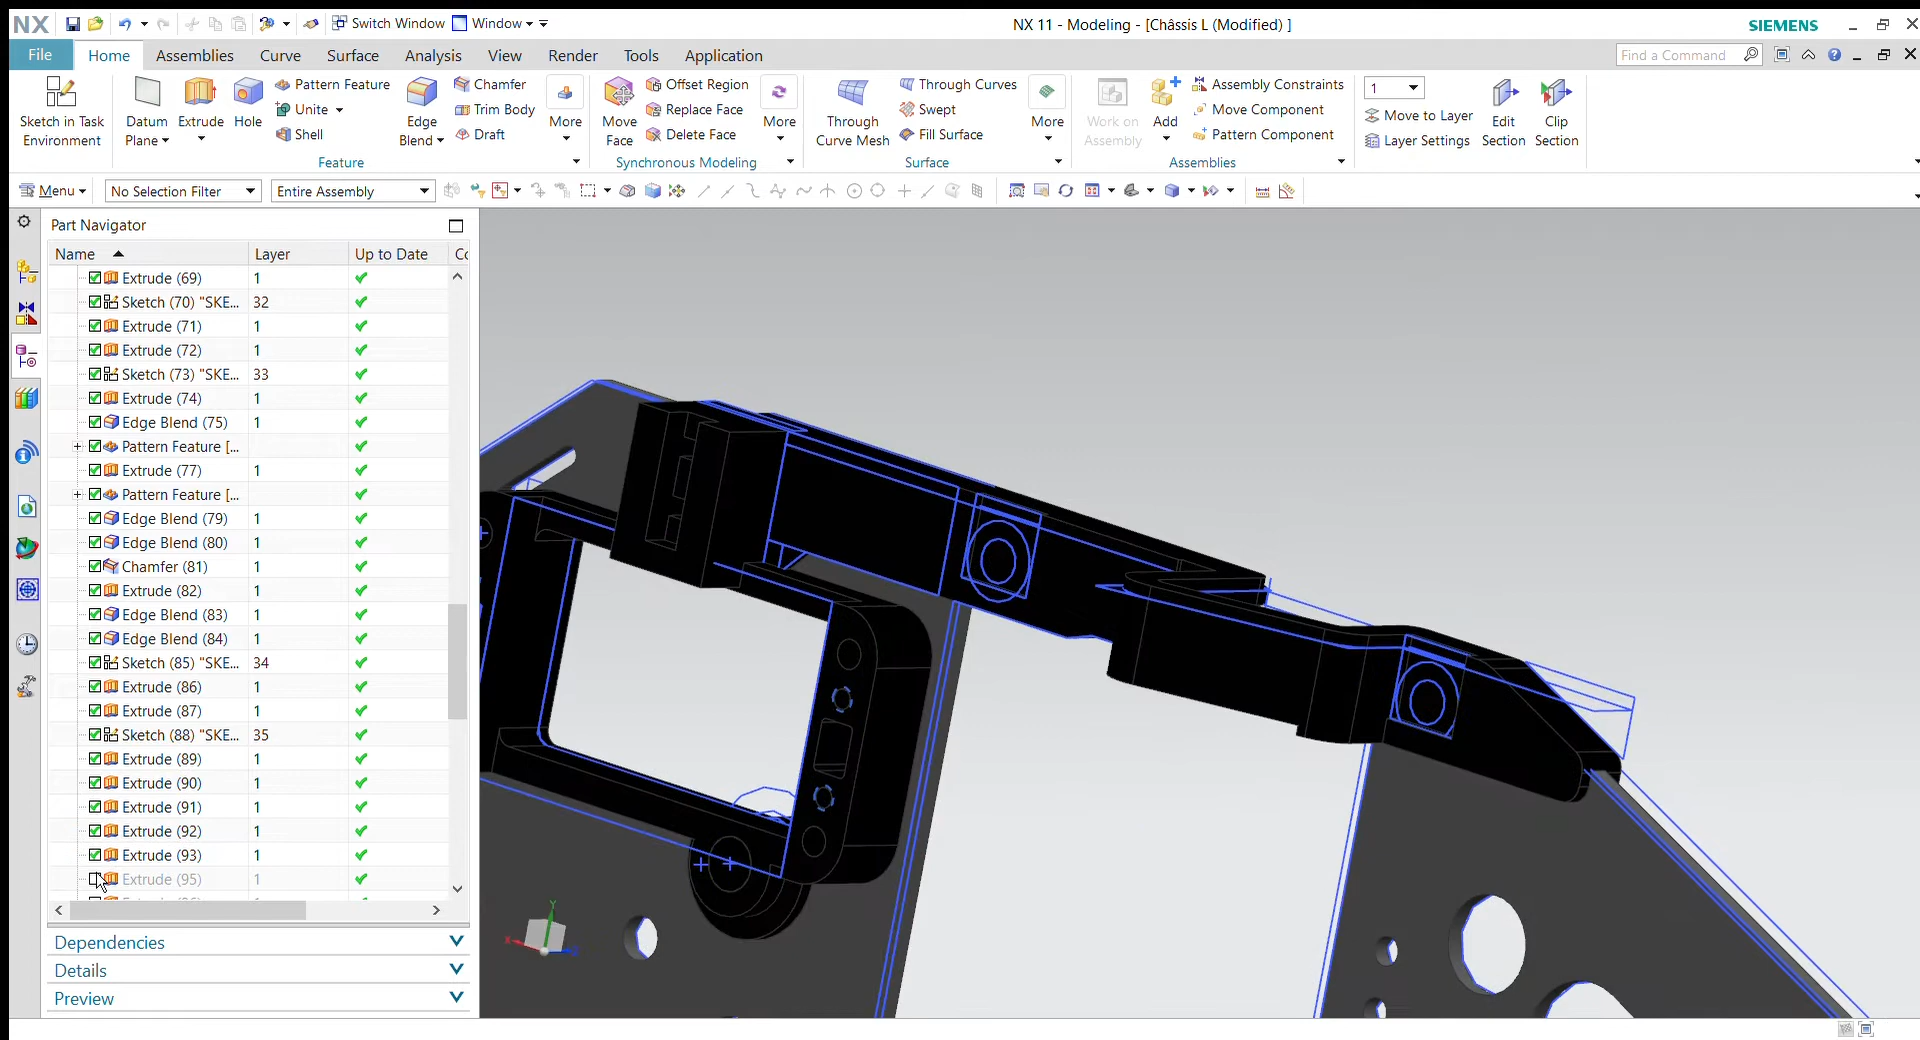 NX Switch Window Window NX 11 - Modeling - [Châssis L (Modified) ] SIEMENS
File Home Assemblies Curve Surface Analysis View Render Tools Application Find a Command
Sketch in Task Environment
Datum Plane
Extrude
Hole
Pattern Feature
Unite
Shell
Edge Blend
Chamfer
Trim Body
Draft
More
Feature
Move Face
Offset Region
Replace Face
Delete Face
More
Synchronous Modeling
Through Curve Mesh
Through Curves
Swept
Fill Surface
More
Surface
Work on Assembly
Add
Assembly Constraints
Move Component
Pattern Component
Assemblies
1
Move to Layer
Layer Settings
Edit Section
Clip Section
Menu No Selection Filter Entire Assembly
Part Navigator
Name Layer Up to Date Co
Extrude (69) 1
Sketch (70) "SKE... 32
Extrude (71) 1
Extrude (72) 1
Sketch (73) "SKE... 33
Extrude (74) 1
Edge Blend (75) 1
Pattern Feature [...
Extrude (77) 1
Pattern Feature [...
Edge Blend (79) 1
Edge Blend (80) 1
Chamfer (81) 1
Extrude (82) 1
Edge Blend (83) 1
Edge Blend (84) 1
Sketch (85) "SKE... 34
Extrude (86) 1
Extrude (87) 1
Sketch (88) "SKE... 35
Extrude (89) 1
Extrude (90) 1
Extrude (91) 1
Extrude (92) 1
Extrude (93) 1
Extrude (95) 1
Dependencies
Details
Preview
Y
X